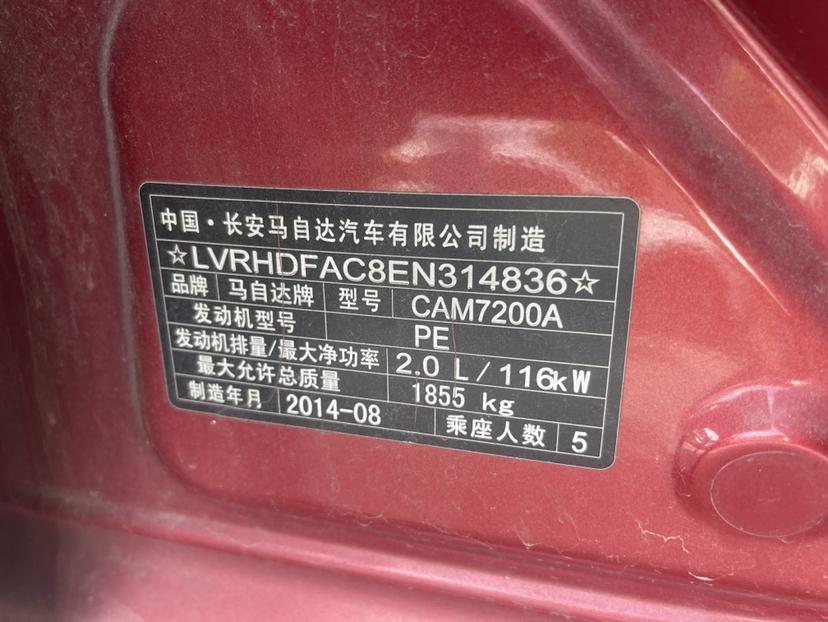 中国·长安马自达汽车有限公司制造
☆LVRHDFAC8EN314836☆
品牌 马自达牌 型号 CAM7200A
发动机型号 PE
发动机排量/最大净功率 2.0 L/116kW
最大允许总质量 1855 kg
制造年月 2014-08 乘座人数 5